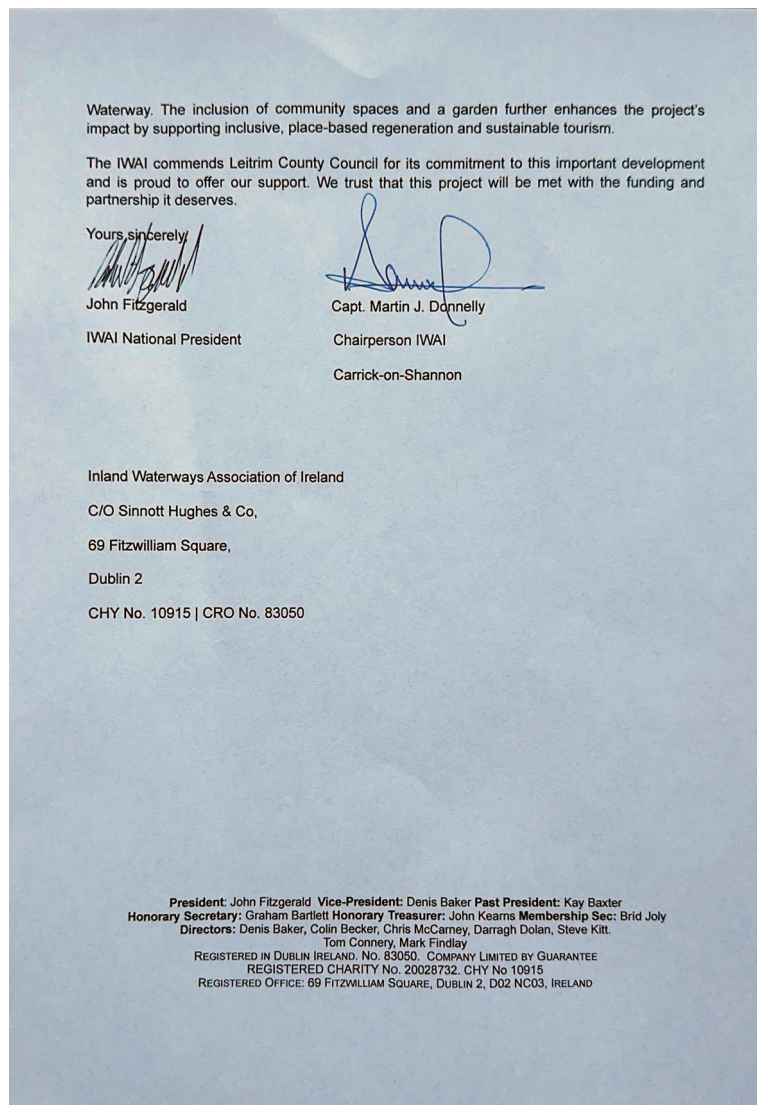 Waterway. The inclusion of community spaces and a garden further enhances the project's
impact by supporting inclusive, place-based regeneration and sustainable tourism.
The IWAI commends Leitrim County Council for its commitment to this important development
and is proud to offer our support. We trust that this project will be met with the funding and
partnership it deserves.
Yours sincerely
John Fitzgerald
Capt. Martin J. Donnelly
IWAI National President
Chairperson IWAI
Carrick-on-Shannon
Inland Waterways Association of Ireland
C/O Sinnott Hughes & Co,
69 Fitzwilliam Square,
Dublin 2
CHY No. 10915 | CRO No. 83050
President: John Fitzgerald Vice-President: Denis Baker Past President: Kay Baxter
Honorary Secretary: Graham Bartlett Honorary Treasurer: John Kearns Membership Sec: Brid Joly
Directors: Denis Baker, Colin Becker, Chris McCarney, Darragh Dolan, Steve Kitt.
Tom Connery, Mark Findlay
REGISTERED IN DUBLIN IRELAND. NO. 83050. COMPANY LIMITED BY GUARANTEE
REGISTERED CHARITY NO. 20028732. CHY NO 10915
REGISTERED OFFICE: 69 FITZWILLIAM SQUARE, DUBLIN 2, D02 NC03, IRELAND